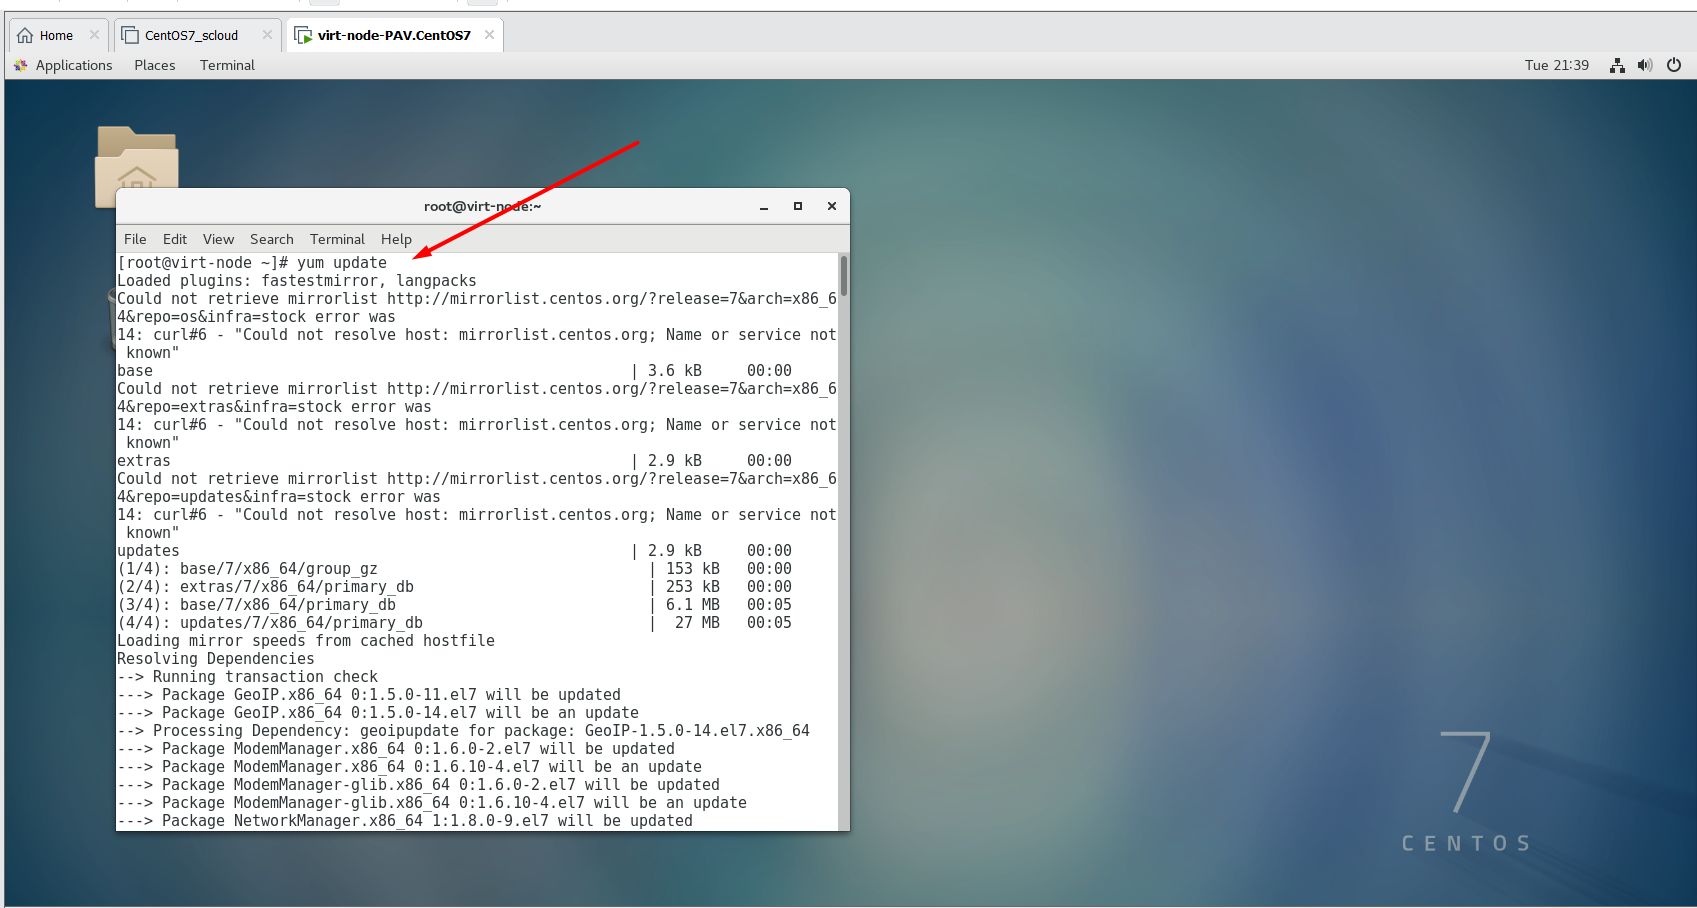 Home
CentOS7_scloud
virt-node-PAV.CentOS7
Applications Places Terminal
Tue 21:39
root@virt-node:~
File Edit View Search Terminal Help
[root@virt-node ~]# yum update
Loaded plugins: fastestmirror, langpacks
Could not retrieve mirrorlist http://mirrorlist.centos.org/?release=7&arch=x86_6
4&repo=os&infra=stock error was
14: curl#6 - "Could not resolve host: mirrorlist.centos.org; Name or service not
 known"
base | 3.6 kB 00:00
Could not retrieve mirrorlist http://mirrorlist.centos.org/?release=7&arch=x86_6
4&repo=extras&infra=stock error was
14: curl#6 - "Could not resolve host: mirrorlist.centos.org; Name or service not
 known"
extras | 2.9 kB 00:00
Could not retrieve mirrorlist http://mirrorlist.centos.org/?release=7&arch=x86_6
4&repo=updates&infra=stock error was
14: curl#6 - "Could not resolve host: mirrorlist.centos.org; Name or service not
 known"
updates | 2.9 kB 00:00
(1/4): base/7/x86_64/group_gz | 153 kB 00:00
(2/4): extras/7/x86_64/primary_db | 253 kB 00:00
(3/4): base/7/x86_64/primary_db | 6.1 MB 00:05
(4/4): updates/7/x86_64/primary_db | 27 MB 00:05
Loading mirror speeds from cached hostfile
Resolving Dependencies
--> Running transaction check
---> Package GeoIP.x86_64 0:1.5.0-11.el7 will be updated
---> Package GeoIP.x86_64 0:1.5.0-14.el7 will be an update
--> Processing Dependency: geoipupdate for package: GeoIP-1.5.0-14.el7.x86_64
---> Package ModemManager.x86_64 0:1.6.0-2.el7 will be updated
---> Package ModemManager.x86_64 0:1.6.10-4.el7 will be an update
---> Package ModemManager-glib.x86_64 0:1.6.0-2.el7 will be updated
---> Package ModemManager-glib.x86_64 0:1.6.10-4.el7 will be an update
---> Package NetworkManager.x86_64 1:1.8.0-9.el7 will be updated
7
CENTOS